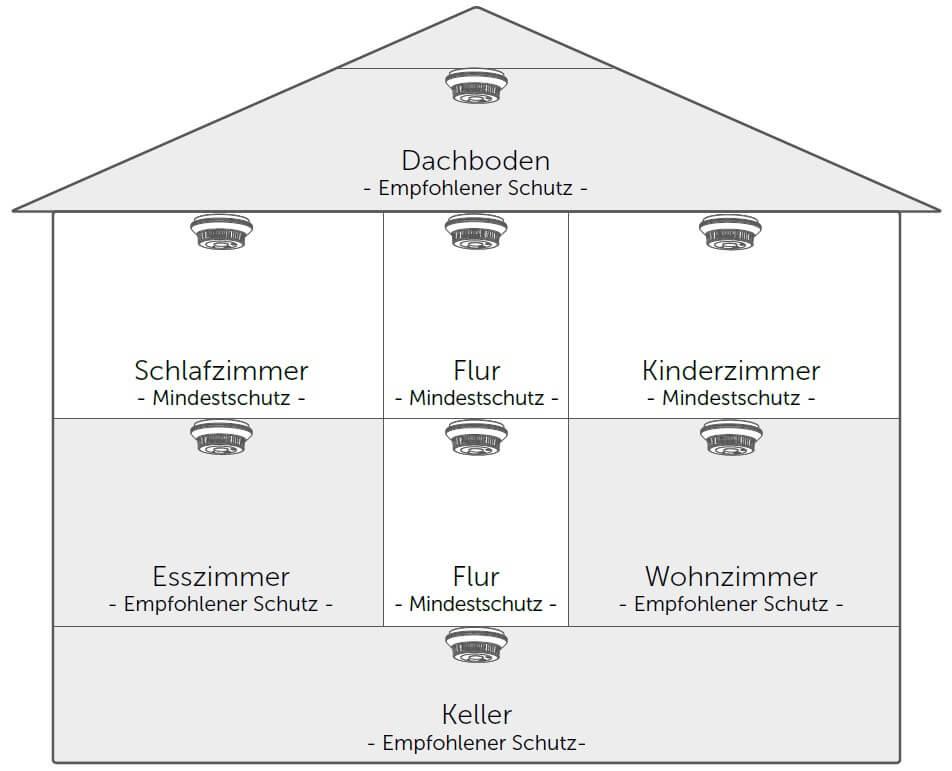 Dachboden
- Empfohlener Schutz -
Schlafzimmer
- Mindestschutz -
Flur
- Mindestschutz -
Kinderzimmer
- Mindestschutz -
Esszimmer
- Empfohlener Schutz -
Flur
- Mindestschutz -
Wohnzimmer
- Empfohlener Schutz -
Keller
- Empfohlener Schutz-